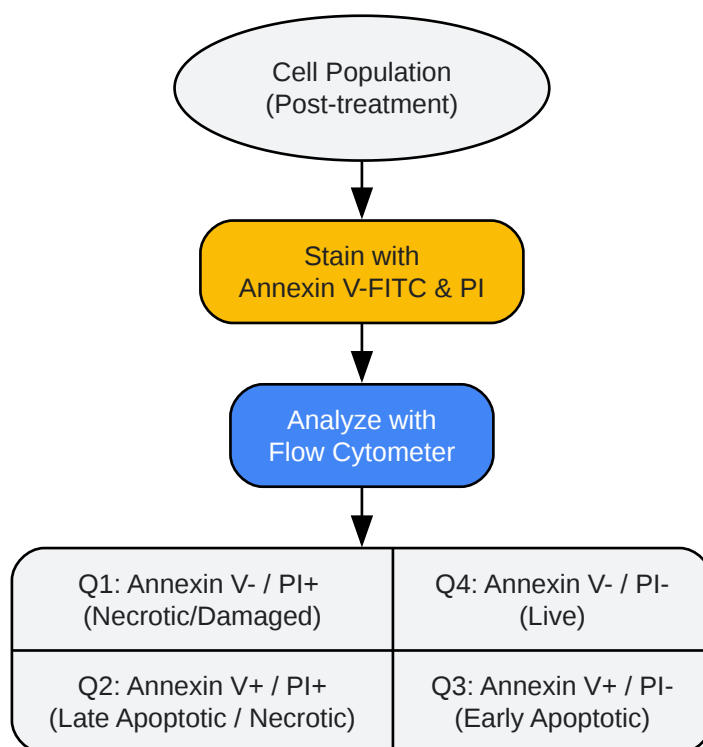 Cell Population
(Post-treatment)
Stain with
Annexin V-FITC & PI
Analyze with
Flow Cytometer
Q1: Annexin V- / PI+
(Necrotic/Damaged)
Q4: Annexin V- / PI-
(Live)
Q2: Annexin V+ / PI+
(Late Apoptotic / Necrotic)
Q3: Annexin V+ / PI-
(Early Apoptotic)